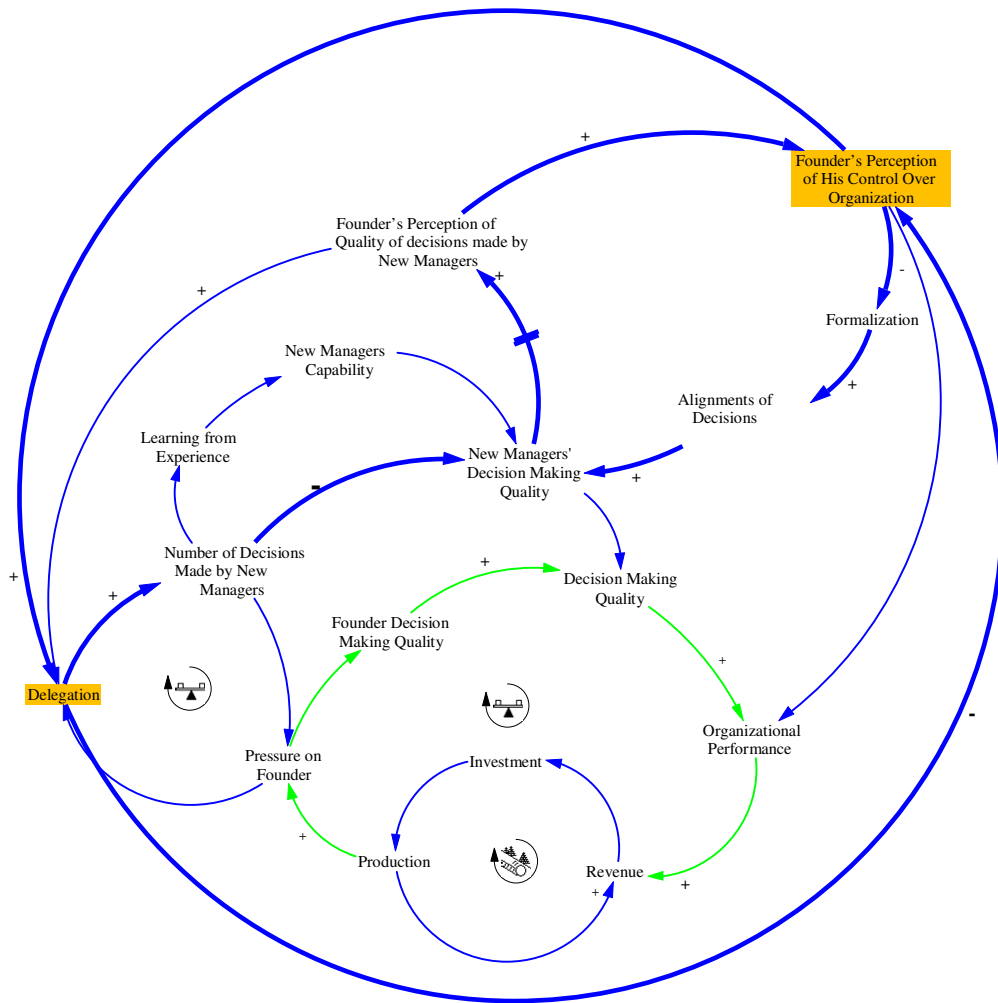 +
Founder's Perception
of His Control Over
Organization
Founder's Perception of
Quality of decisions made by
New Managers
+
-
+
Formalization
New Managers
Capability
+
Alignments of
Decisions
Learning from
Experience
New Managers'
Decision Making
Quality
+
-
Number of Decisions
Made by New
Managers
+
Decision Making
Quality
+
+
Founder Decision
Making Quality
+
Delegation
-
Organizational
Performance
Pressure on
Founder
Investment
+
Production
Revenue
+
+